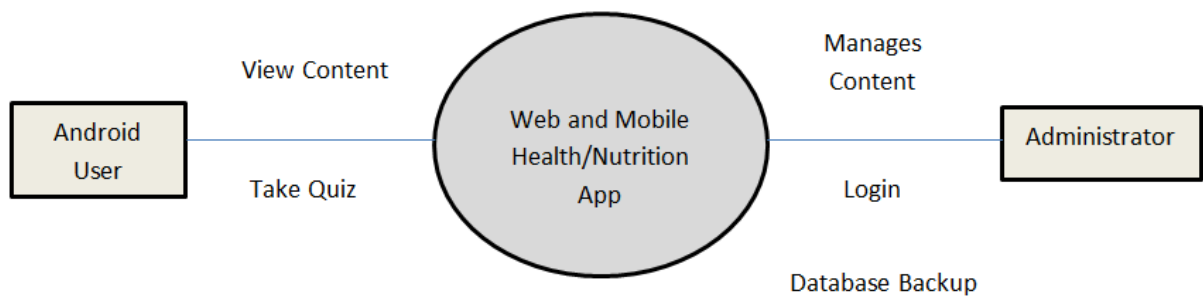 View Content
Manages
Content
Android
User
Web and Mobile
Health/Nutrition
App
Administrator
Take Quiz
Login
Database Backup